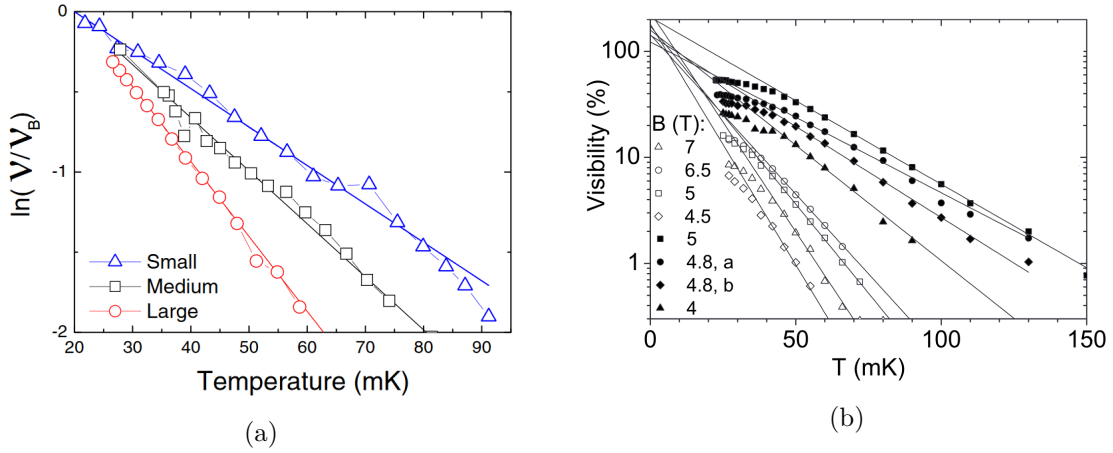 0
-1
-2
ln(𝒱/𝒱B)
Small
Medium
Large
20 30 40 50 60 70 80 90
Temperature (mK)
(a)
100
10
1
Visibility (%)
B (T):
7
6.5
5
4.5
5
4.8, a
4.8, b
4
0 50 100 150
T (mK)
(b)